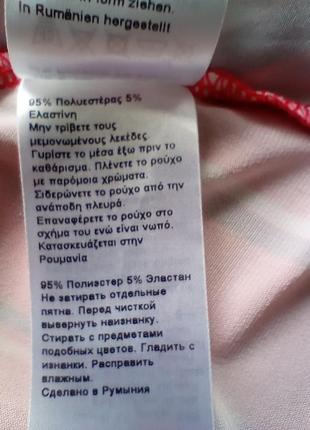 in Form ziehen.
In Rumänien hergestellt!
95% Πολυεστέρας 5%
Ελαστίνη
Μην τρίβετε τους
μεμονωμένους λεκέδες.
Γυρίστε το μέσα έξω πριν το
καθάρισμα. Πλένετε το ρούχο
με παρόμοια χρώματα.
Σιδερώνετε το ρούχο από την
ανάποδη πλευρά.
Επαναφέρετε το ρούχο στο
σχήμα του ενώ είναι νωπό.
Κατασκευάζεται στην
Ρουμανία
95% Полиэстер 5% Эластан
Не затирать отдельные
пятна. Перед чисткой
вывернуть наизнанку.
Стирать с предметами
подобных цветов. Гладить с
изнанки. Расправить
влажным.
Сделано в Румыния